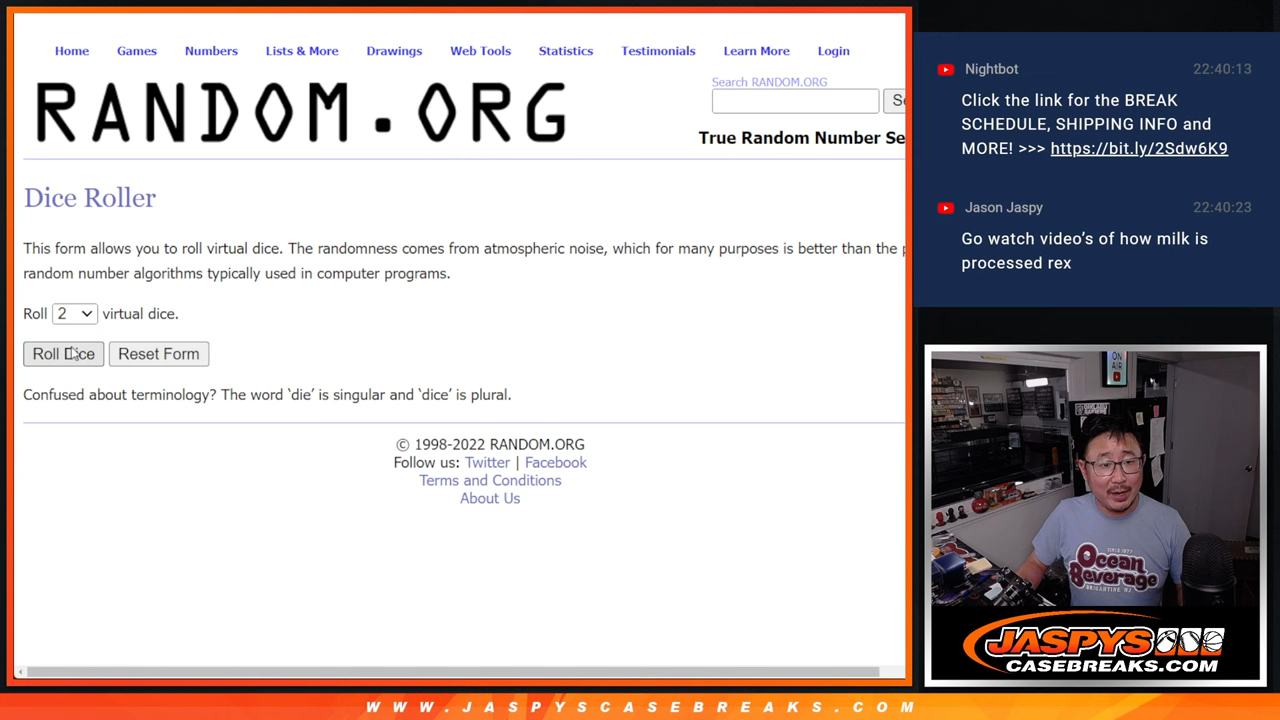 Home Games Numbers Lists & More Drawings Web Tools Statistics Testimonials Learn More Login
RANDOM.ORG
Search RANDOM.ORG
True Random Number Se
Dice Roller
This form allows you to roll virtual dice. The randomness comes from atmospheric noise, which for many purposes is better than the p
random number algorithms typically used in computer programs.
Roll 2 virtual dice.
Roll Dice Reset Form
Confused about terminology? The word ‘die’ is singular and ‘dice’ is plural.
© 1998-2022 RANDOM.ORG
Follow us: Twitter | Facebook
Terms and Conditions
About Us
Nightbot 22:40:13
Click the link for the BREAK
SCHEDULE, SHIPPING INFO and
MORE! >>> https://bit.ly/2Sdw6K9
Jason Jaspy 22:40:23
Go watch video’s of how milk is
processed rex
ON
AIR
Ocean
Beverage
BRIGANTINE, NJ
JASPYS
CASEBREAKS.COM
WWW.JASPYSCASEBREAKS.COM